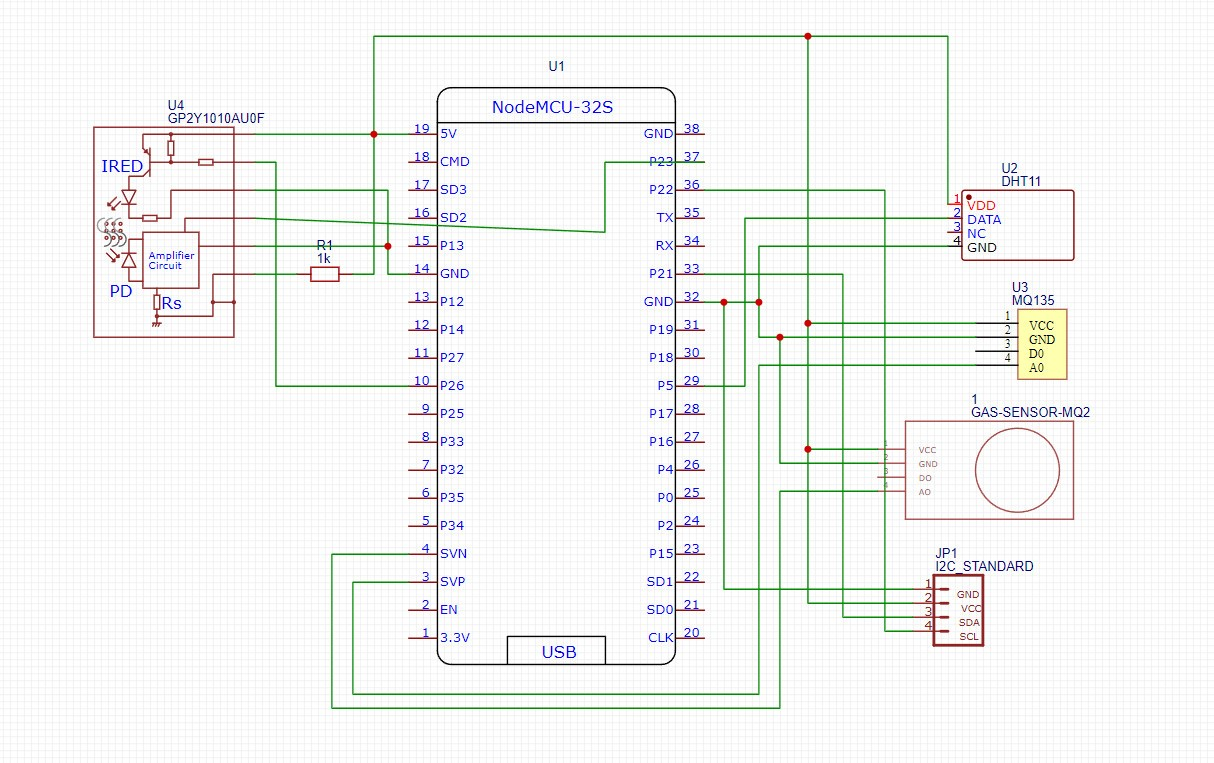 U4
GP2Y1010AU0F
IRED
Amplifier
Circuit
PD
Rs
R1
1k
U1
NodeMCU-32S
19 5V
18 CMD
17 SD3
16 SD2
15 P13
14 GND
13 P12
12 P14
11 P27
10 P26
9 P25
8 P33
7 P32
6 P35
5 P34
4 SVN
3 SVP
2 EN
1 3.3V
GND 38
P23 37
P22 36
TX 35
RX 34
P21 33
GND 32
P19 31
P18 30
P5 29
P17 28
P16 27
P4 26
P0 25
P2 24
P15 23
SD1 22
SD0 21
CLK 20
USB
U2
DHT11
1 VDD
2 DATA
3 NC
4 GND
U3
MQ135
1 VCC
2 GND
3 D0
4 A0
1
GAS-SENSOR-MQ2
1 VCC
2 GND
3 DO
4 AO
JP1
I2C_STANDARD
1 GND
2 VCC
3 SDA
4 SCL